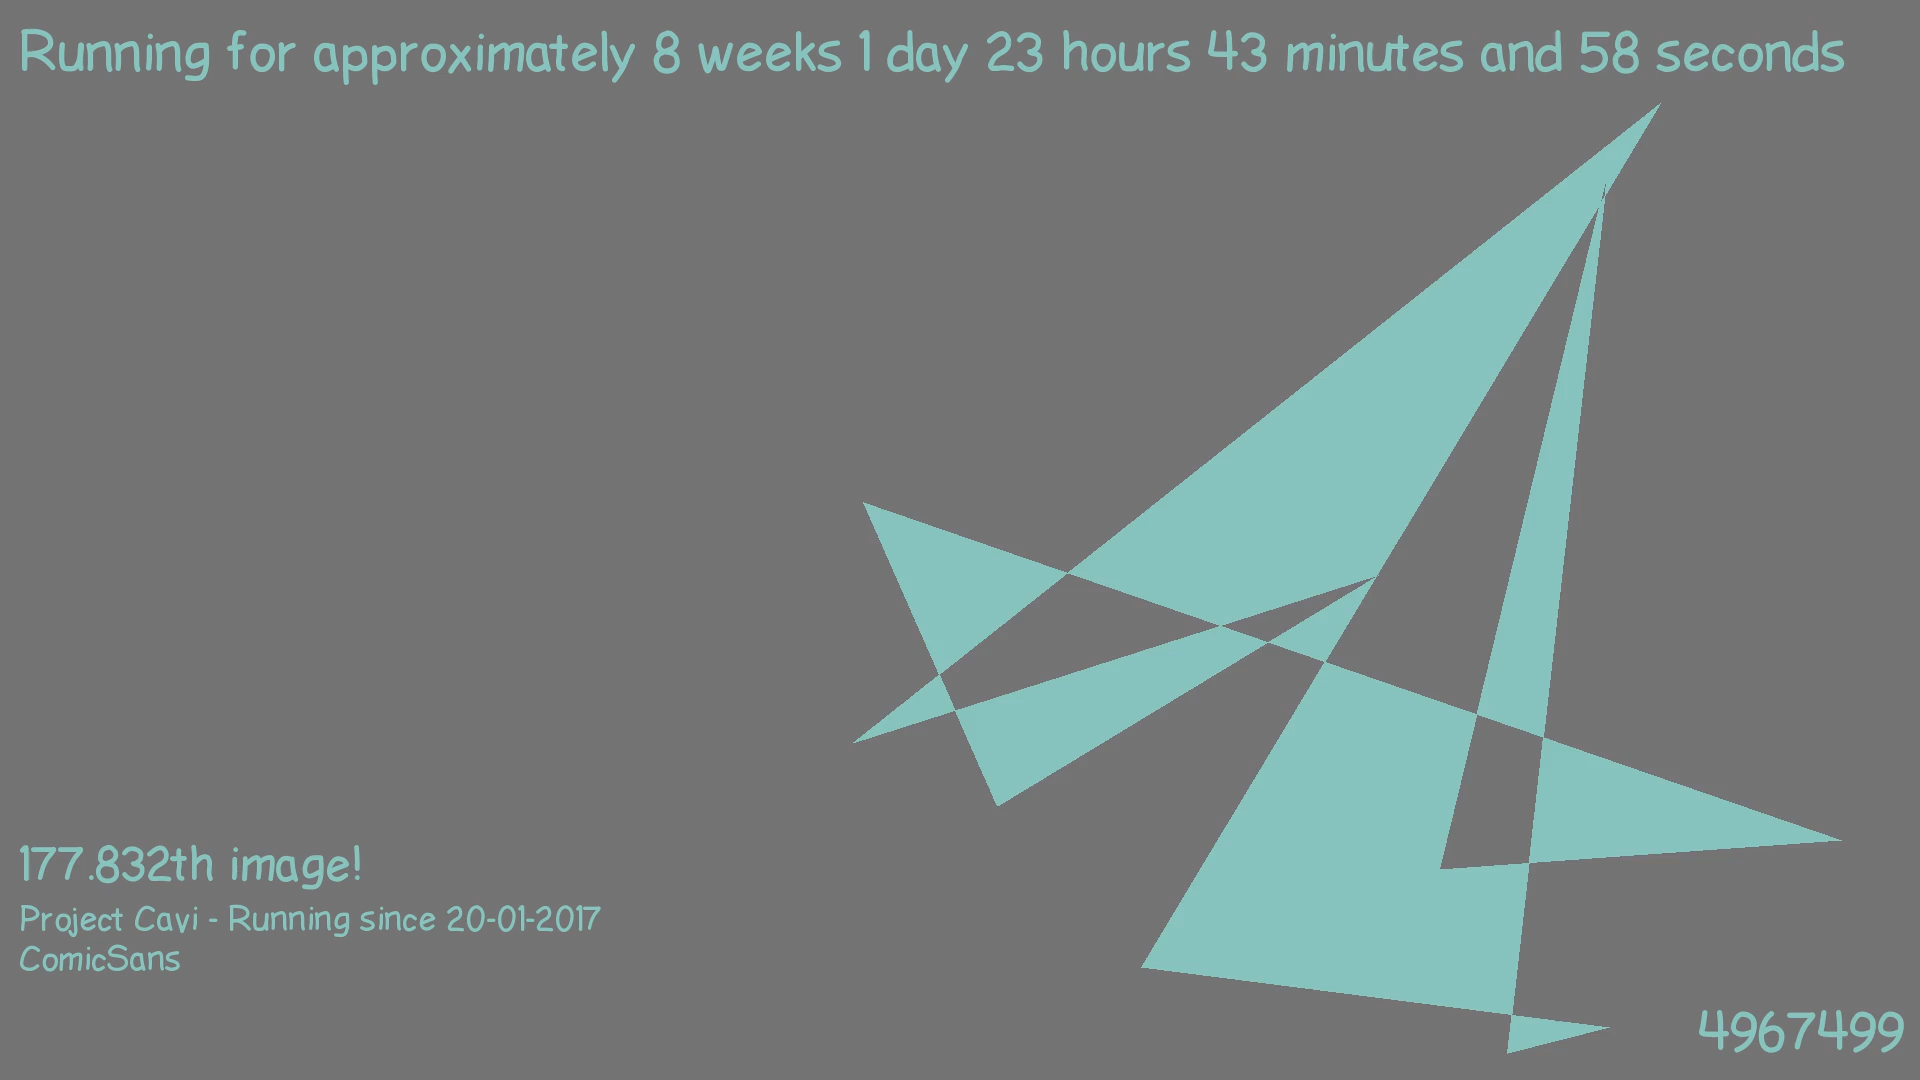 Running for approximately 8 weeks 1 day 23 hours 43 minutes and 58 seconds
177.832th image!
Project Cavi - Running since 20-01-2017
ComicSans
4967499